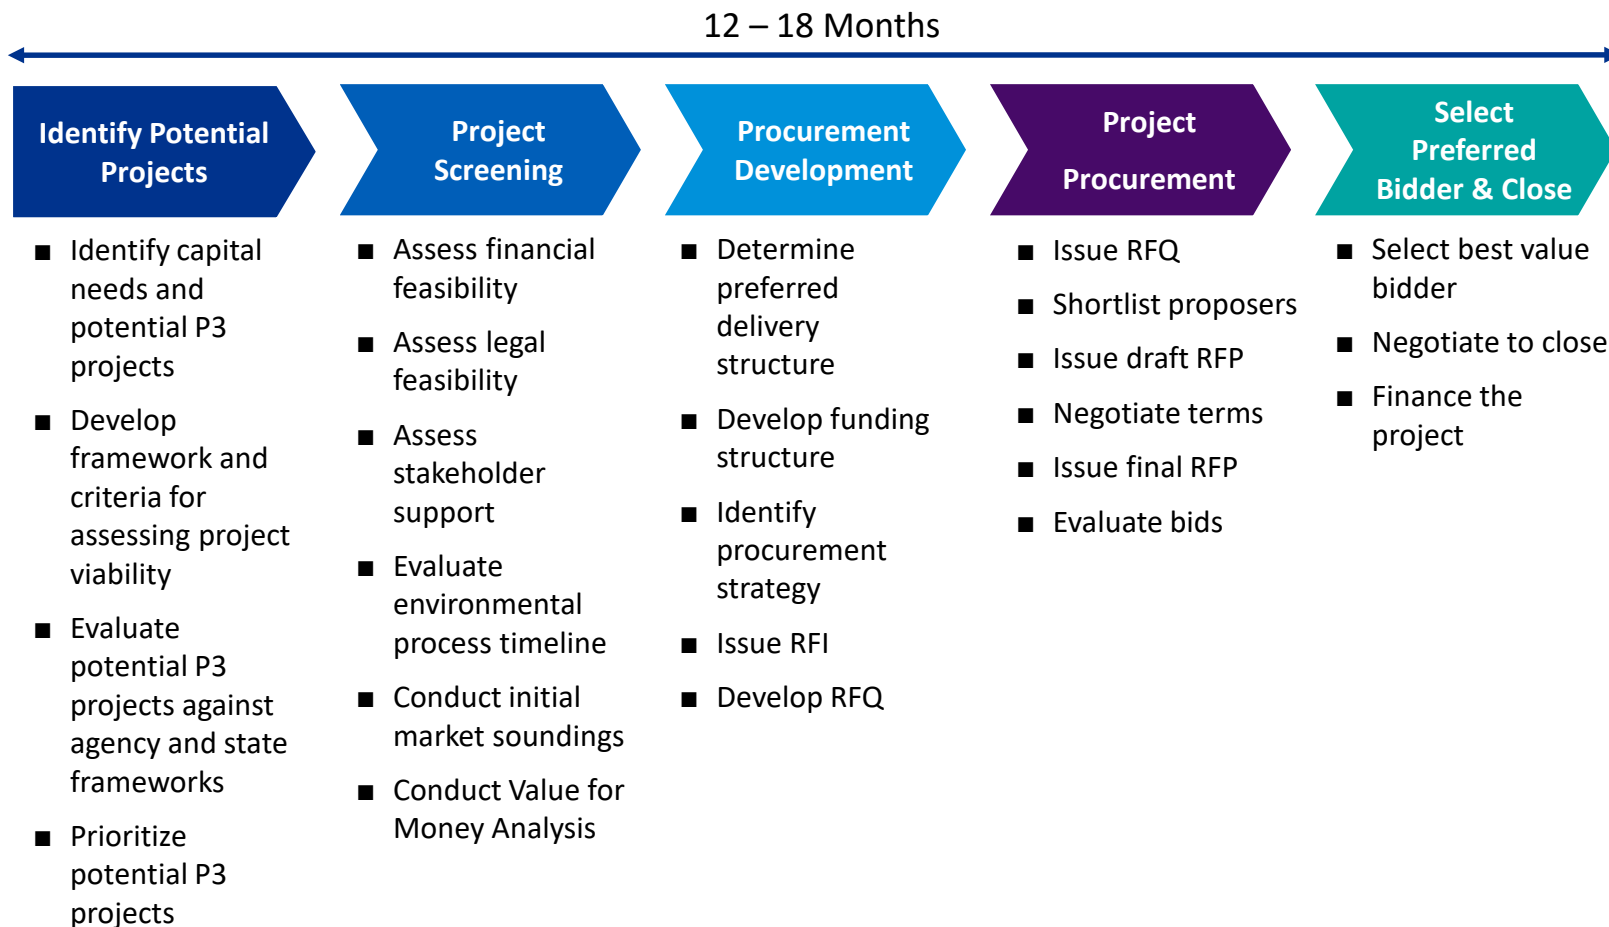 12 – 18 Months
Identify Potential
Projects
■ Identify capital
needs and
potential P3
projects
■ Develop
framework and
criteria for
assessing project
viability
■ Evaluate
potential P3
projects against
agency and state
frameworks
■ Prioritize
potential P3
projects
Project
Screening
■ Assess financial
feasibility
■ Assess legal
feasibility
■ Assess
stakeholder
support
■ Evaluate
environmental
process timeline
■ Conduct initial
market soundings
■ Conduct Value for
Money Analysis
Procurement
Development
■ Determine
preferred
delivery
structure
■ Develop funding
structure
■ Identify
procurement
strategy
■ Issue RFI
■ Develop RFQ
Project
Procurement
■ Issue RFQ
■ Shortlist proposers
■ Issue draft RFP
■ Negotiate terms
■ Issue final RFP
■ Evaluate bids
Select
Preferred
Bidder & Close
■ Select best value
bidder
■ Negotiate to close
■ Finance the
project